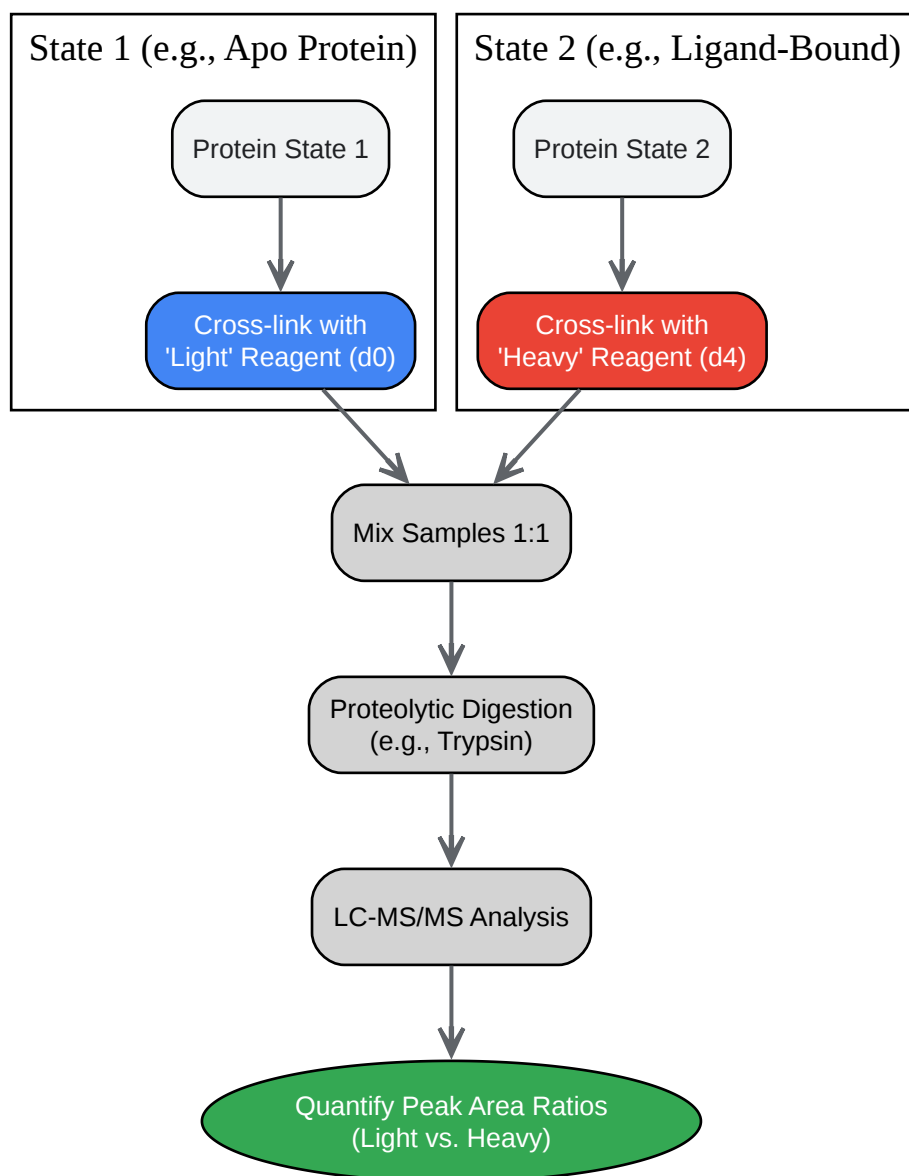 State 1 (e.g., Apo Protein)
State 2 (e.g., Ligand-Bound)
Protein State 1
Protein State 2
Cross-link with
'Light' Reagent (d0)
Cross-link with
'Heavy' Reagent (d4)
Mix Samples 1:1
Proteolytic Digestion
(e.g., Trypsin)
LC-MS/MS Analysis
Quantify Peak Area Ratios
(Light vs. Heavy)